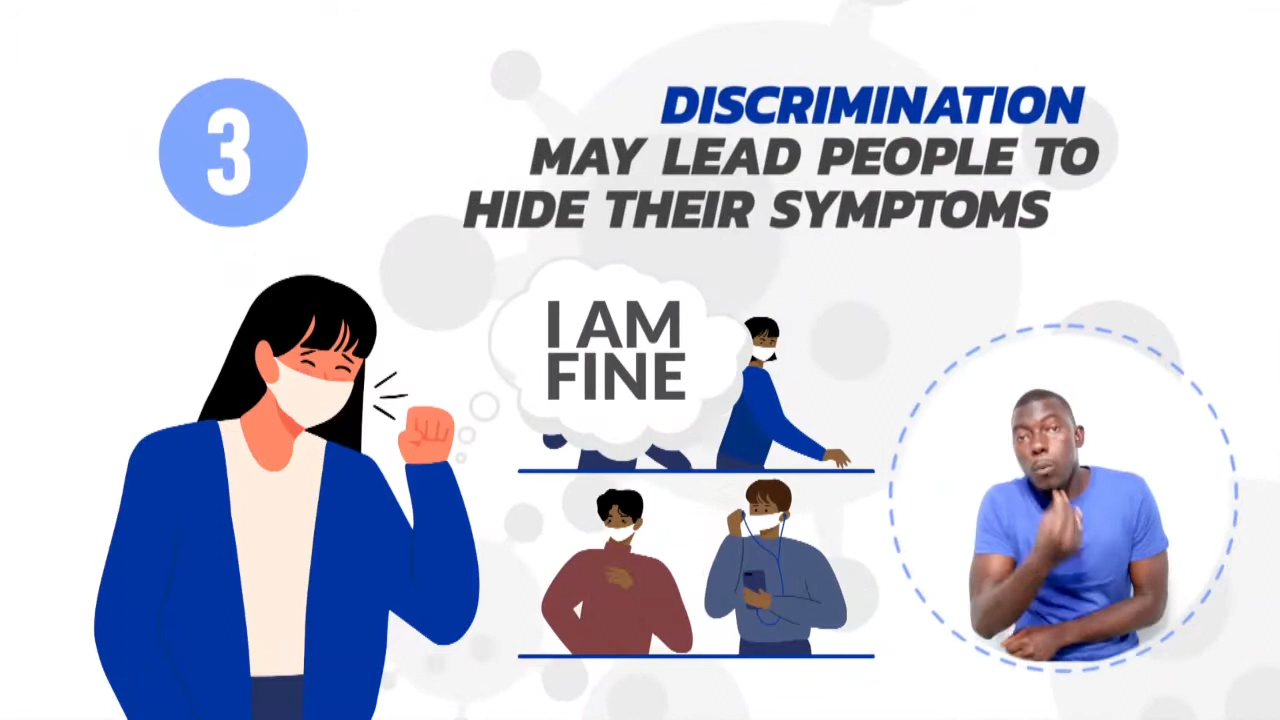 3
DISCRIMINATION
MAY LEAD PEOPLE TO
HIDE THEIR SYMPTOMS
I AM
FINE